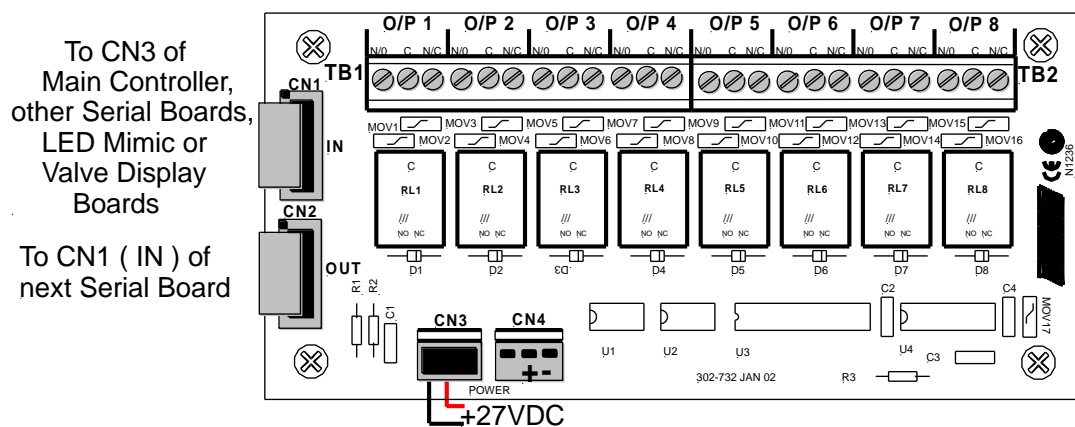 O/P 1 O/P 2 O/P 3 O/P 4 O/P 5 O/P 6 O/P 7 O/P 8
N/0 C N/C N/0 C N/C N/0 C N/C N/0 C N/C N/0 C N/C N/0 C N/C N/0 C N/C N/0 C N/C
TB1 TB2
To CN3 of
Main Controller,
other Serial Boards,
LED Mimic or
Valve Display
Boards
CN1
IN
MOV1 MOV3 MOV5 MOV7 MOV9 MOV11 MOV13 MOV15
MOV2 MOV4 MOV6 MOV8 MOV10 MOV12 MOV14 MOV16
C C C C C C C C
RL1 RL2 RL3 RL4 RL5 RL6 RL7 RL8
NO NC NO NC NO NC NO NC NO NC NO NC NO NC NO NC
D1 D2 D3 D4 D5 D6 D7 D8
N1236
CN2
OUT
To CN1 ( IN ) of
next Serial Board
R1 R2 C1
CN3 CN4
+ -
POWER
+27VDC
U1 U2 U3 U4
C2 C4
MOV17
C3
302-732 JAN 02
R3